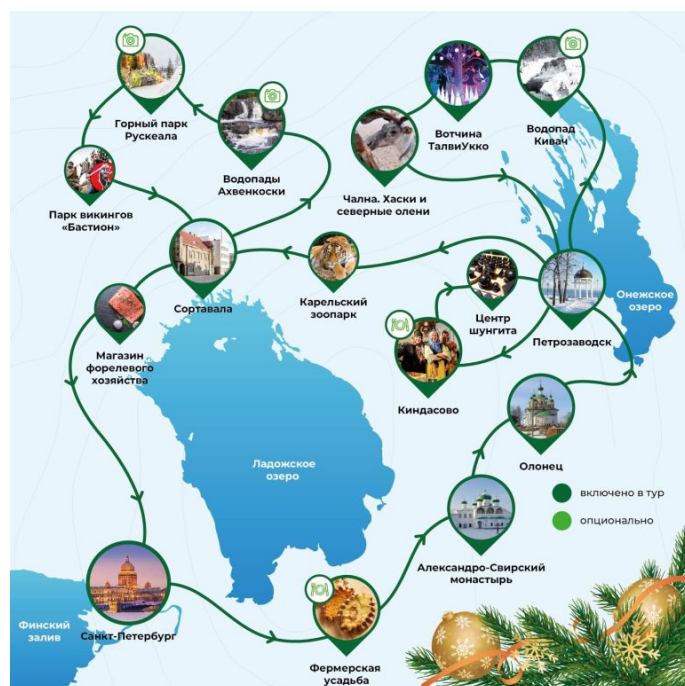 Горный парк
Рускеала
Водопады
Ахвенкоски
Парк викингов
«Бастион»
Вотчина
ТалвиУкко
Водопад
Кивач
Чална. Хаски и
северные олени
Сортавала
Карельский
зоопарк
Центр
шунгита
Петрозаводск
Онежское
озеро
Магазин
форелевого
хозяйства
Киндасово
Олонец
Ладожское
озеро
включено в тур
опционально
Александро-Свирский
монастырь
Финский
залив
Санкт-Петербург
Фермерская
усадьба